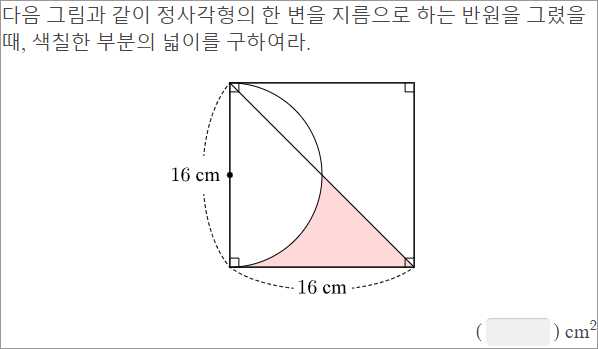 다음 그림과 같이 정사각형의 한 변을 지름으로 하는 반원을 그렸을
때, 색칠한 부분의 넓이를 구하여라.
16 cm
16 cm
( ) cm²